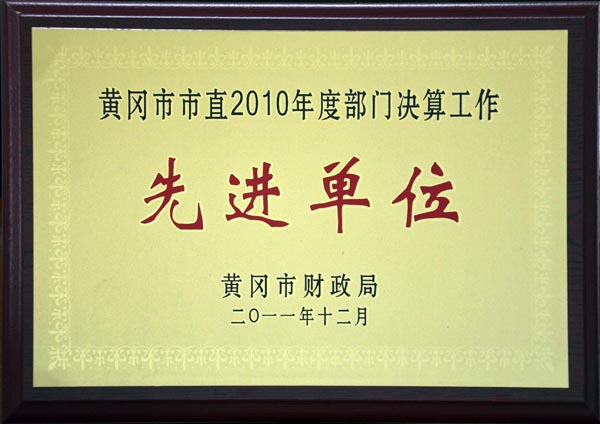 黄冈市市直2010年度部门决算工作
先进单位
黄冈市财政局
二〇一一年十二月